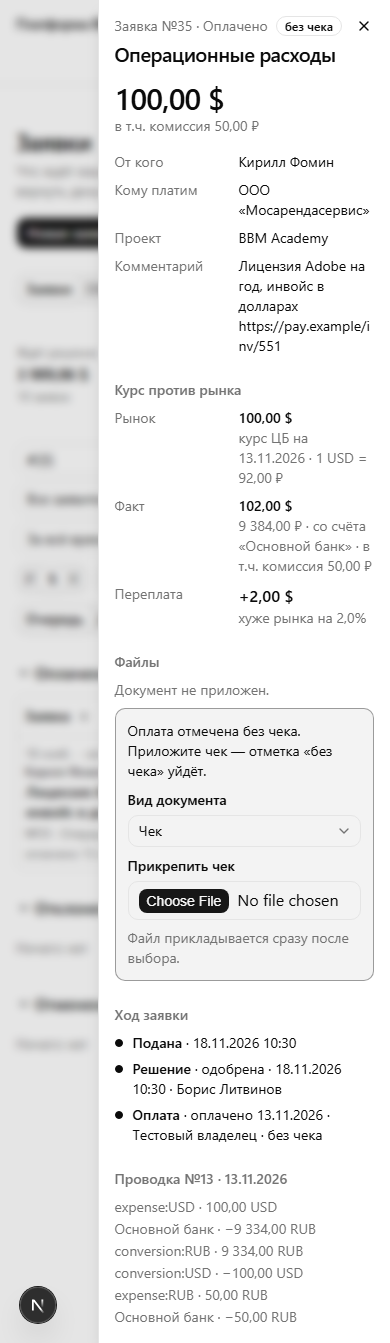 Заявка №35 · Оплачено без чека
Операционные расходы
100,00 $
в т.ч. комиссия 50,00 ₽
От кого Кирилл Фомин
Кому платим ООО
«Мосарендасервис»
Проект BBM Academy
Комментарий Лицензия Adobe на
год, инвойс в
долларах
https://pay.example/i
nv/551
Курс против рынка
Рынок 100,00 $
курс ЦБ на
13.11.2026 · 1 USD =
92,00 ₽
Факт 102,00 $
9 384,00 ₽ · со счёта
«Основной банк» · в
т.ч. комиссия 50,00 ₽
Переплата +2,00 $
хуже рынка на 2,0%
Файлы
Документ не приложен.
Оплата отмечена без чека.
Приложите чек — отметка «без
чека» уйдёт.
Вид документа
Чек
Прикрепить чек
Choose File No file chosen
Файл прикладывается сразу после
выбора.
Ход заявки
Подана · 18.11.2026 10:30
Решение · одобрена · 18.11.2026
10:30 · Борис Литвинов
Оплата · оплачено 13.11.2026 ·
Тестовый владелец · без чека
Проводка №13 · 13.11.2026
expense:USD · 100,00 USD
Основной банк · −9 334,00 RUB
conversion:RUB · 9 334,00 RUB
conversion:USD · −100,00 USD
expense:RUB · 50,00 RUB
Основной банк · −50,00 RUB
N